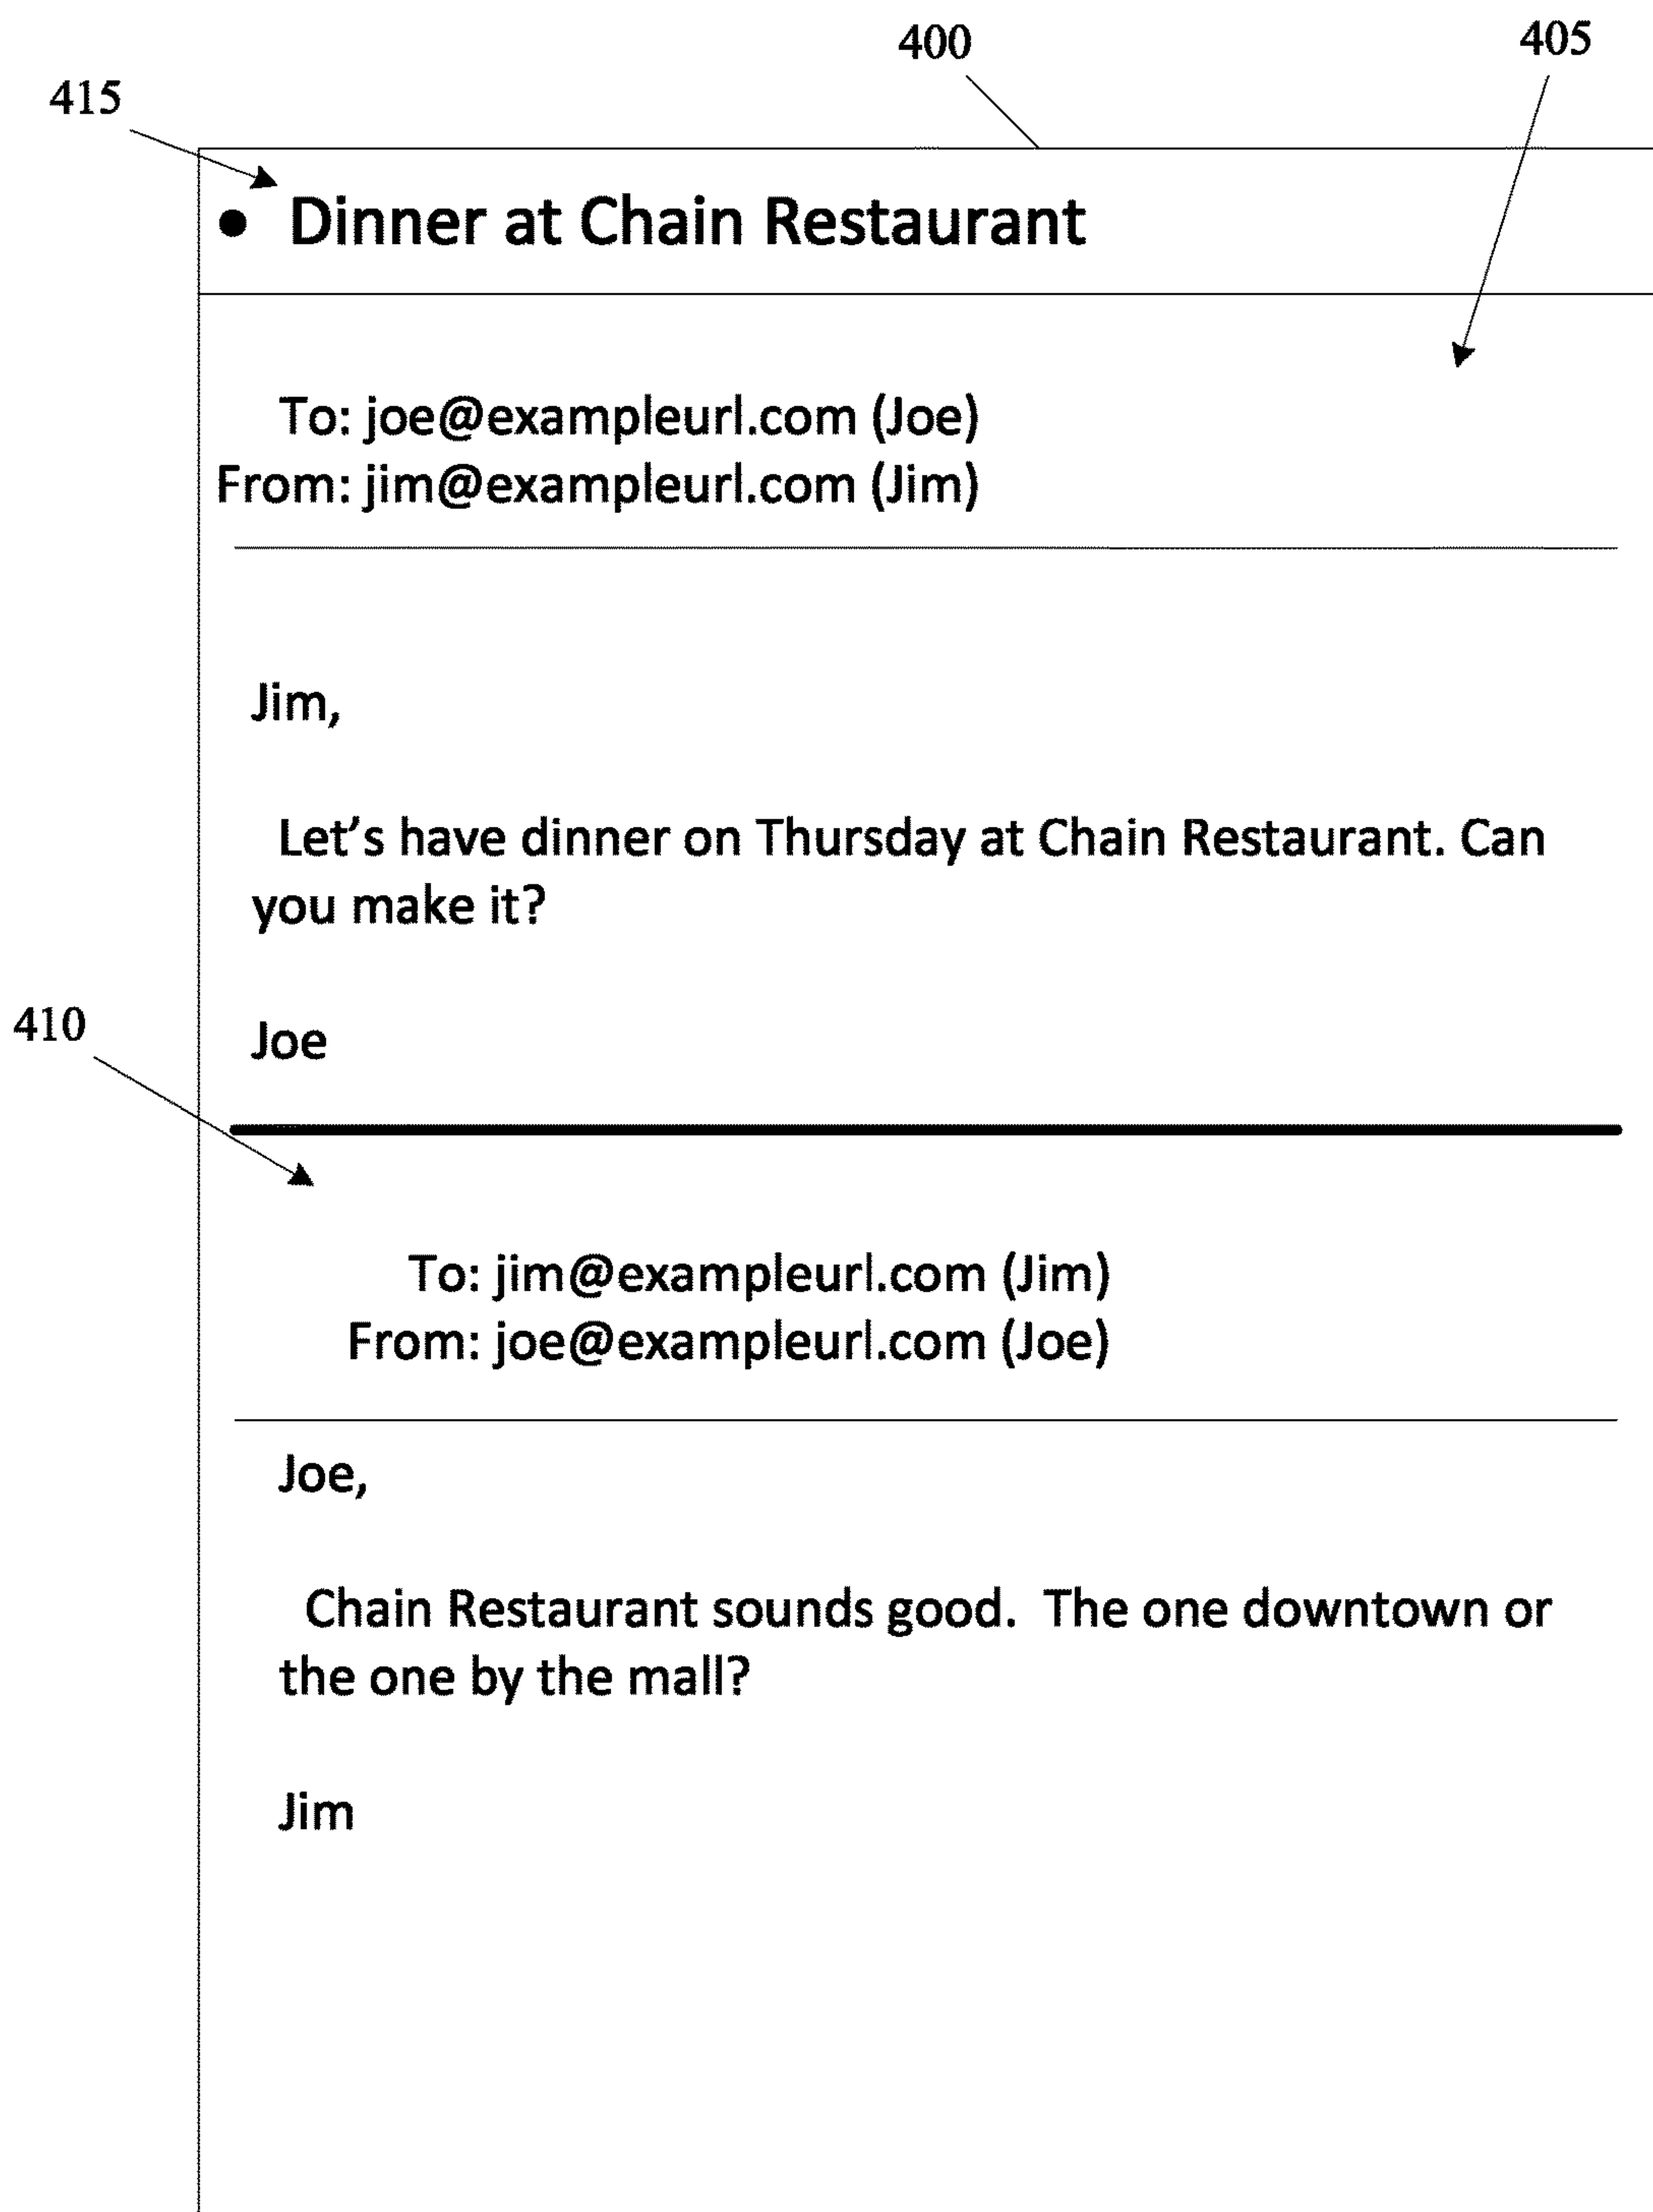 400
405
415
• Dinner at Chain Restaurant
To: joe@exampleurl.com (Joe)
From: jim@exampleurl.com (Jim)
Jim,
Let's have dinner on Thursday at Chain Restaurant. Can
you make it?
Joe
410
To: jim@exampleurl.com (Jim)
From: joe@exampleurl.com (Joe)
Joe,
Chain Restaurant sounds good.  The one downtown or
the one by the mall?
Jim